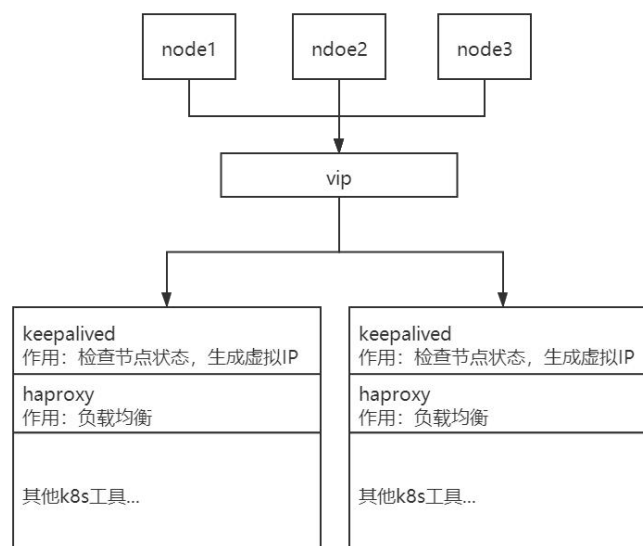 node1
ndoe2
node3
vip
keepalived
作用：检查节点状态，生成虚拟IP
haproxy
作用：负载均衡
其他k8s工具...
keepalived
作用：检查节点状态，生成虚拟IP
haproxy
作用：负载均衡
其他k8s工具...